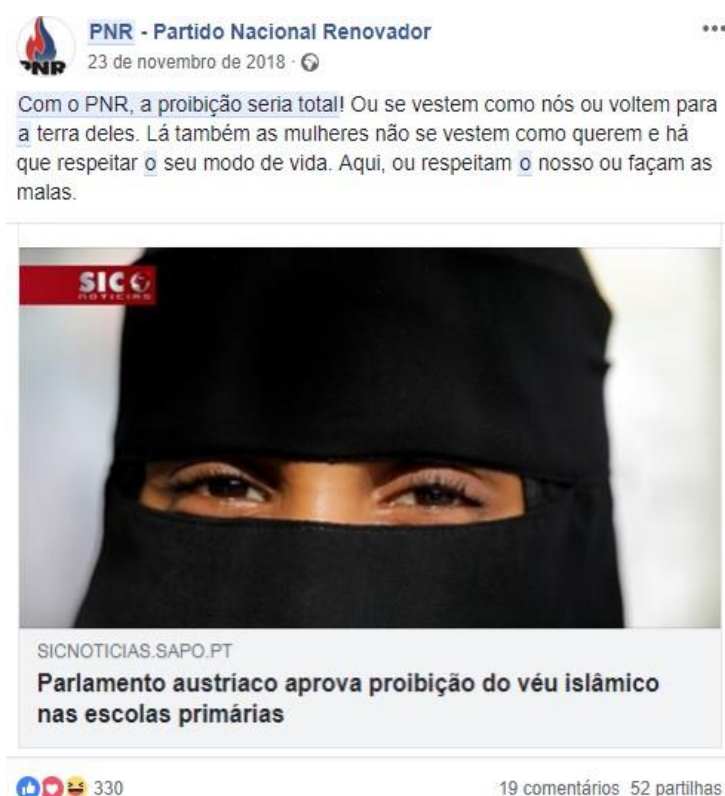 PNR - Partido Nacional Renovador
23 de novembro de 2018 ·
Com o PNR, a proibição seria total! Ou se vestem como nós ou voltem para
a terra deles. Lá também as mulheres não se vestem como querem e há
que respeitar o seu modo de vida. Aqui, ou respeitam o nosso ou façam as
malas.
PNR
SIC
NOTÍCIAS
SICNOTICIAS.SAPO.PT
Parlamento austríaco aprova proibição do véu islâmico
nas escolas primárias
330
19 comentários 52 partilhas